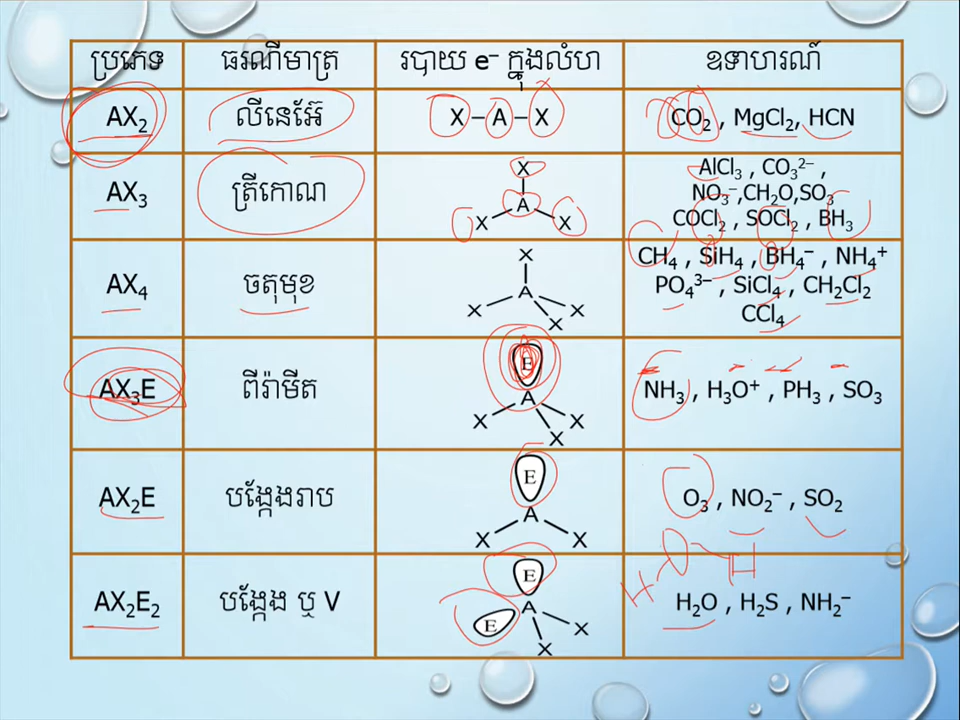 ប្រភេទ ធរណីមាត្រ របាយ e⁻ ក្នុងលំហ ឧទាហរណ៍
AX₂ លីនេអ៊ែ X–A–X CO₂ , MgCl₂, HCN
AX₃ ត្រីកោណ X A X X AlCl₃ , CO₃²⁻ ,
NO₃⁻,CH₂O,SO₃
COCl₂ , SOCl₂ , BH₃
AX₄ ចតុមុខ X A X X X CH₄ , SiH₄ , BH₄⁻ , NH₄⁺
PO₄³⁻ , SiCl₄ , CH₂Cl₂
CCl₄
AX₃E ពីរ៉ាមីត E A X X X NH₃ , H₃O⁺ , PH₃ , SO₃
AX₂E បង្កែងរាប E A X X O₃ , NO₂⁻ , SO₂
H O H
AX₂E₂ បង្កែង ឬ V E A E X X H₂O , H₂S , NH₂⁻